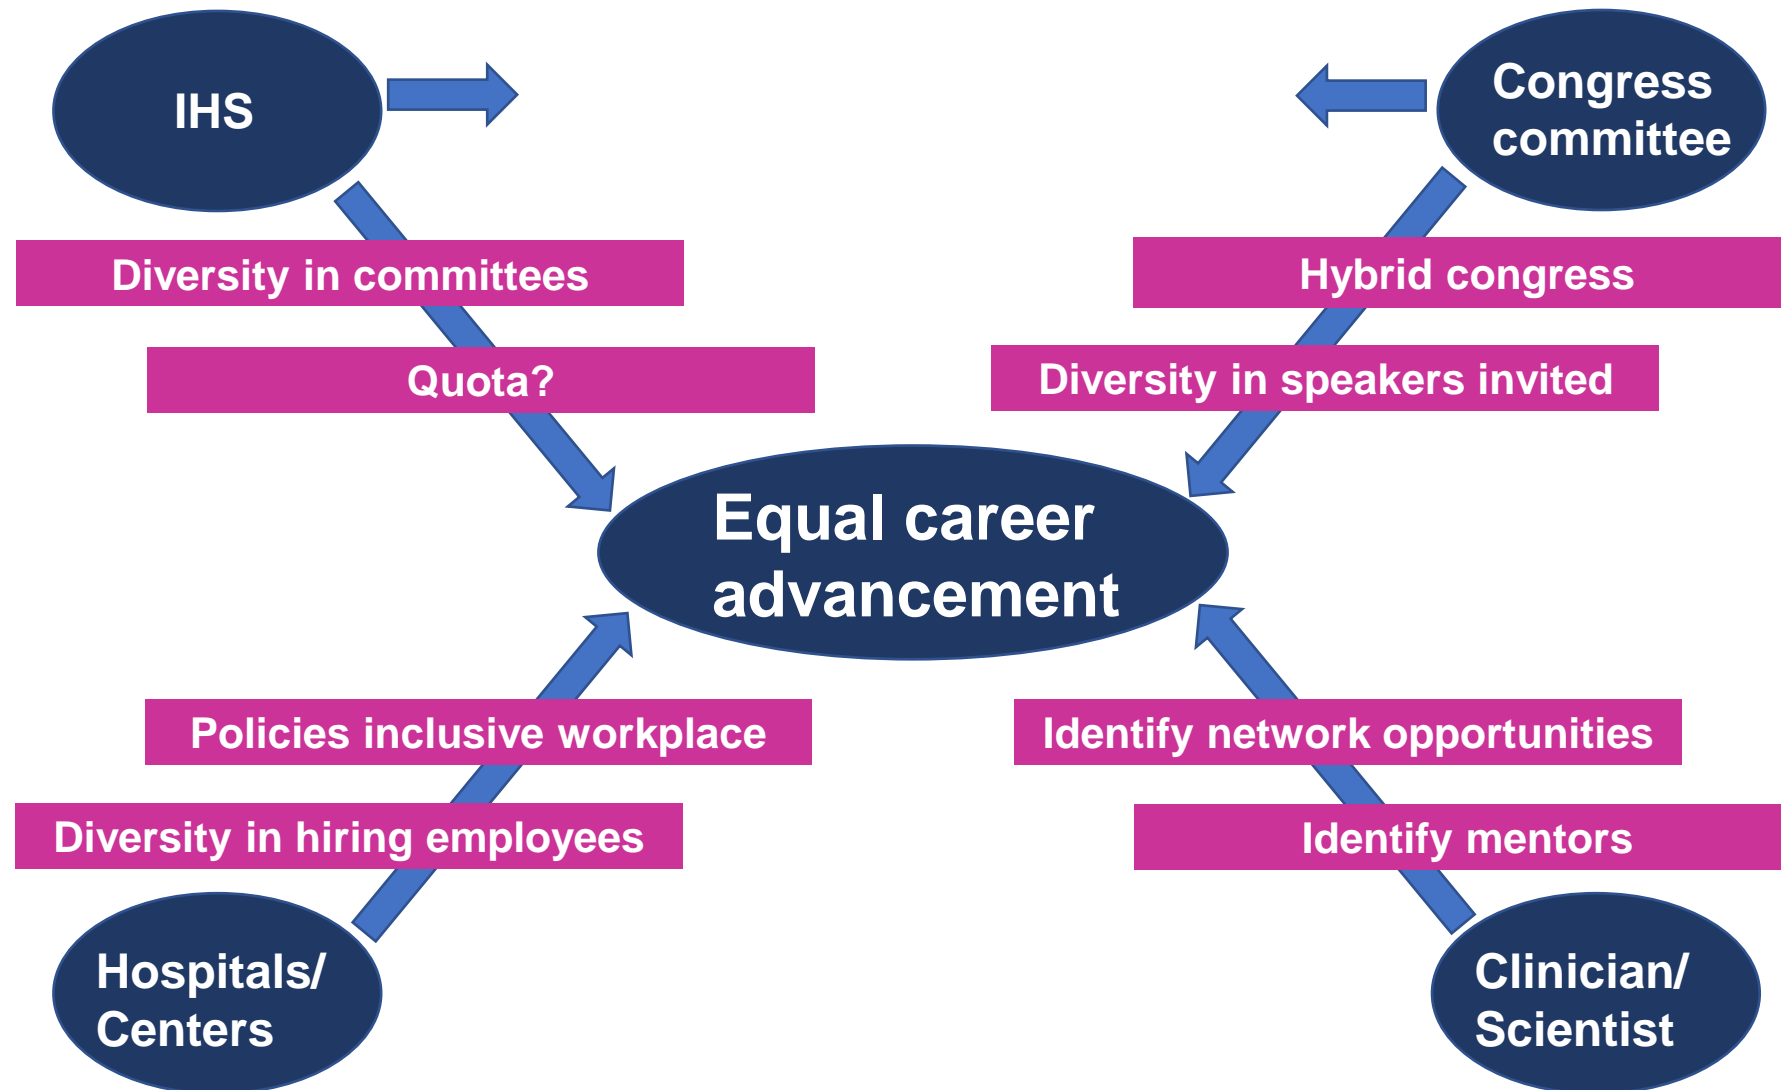 IHS
Congress
committee
Diversity in committees
Hybrid congress
Quota?
Diversity in speakers invited
Equal career
advancement
Policies inclusive workplace
Identify network opportunities
Diversity in hiring employees
Identify mentors
Hospitals/
Centers
Clinician/
Scientist